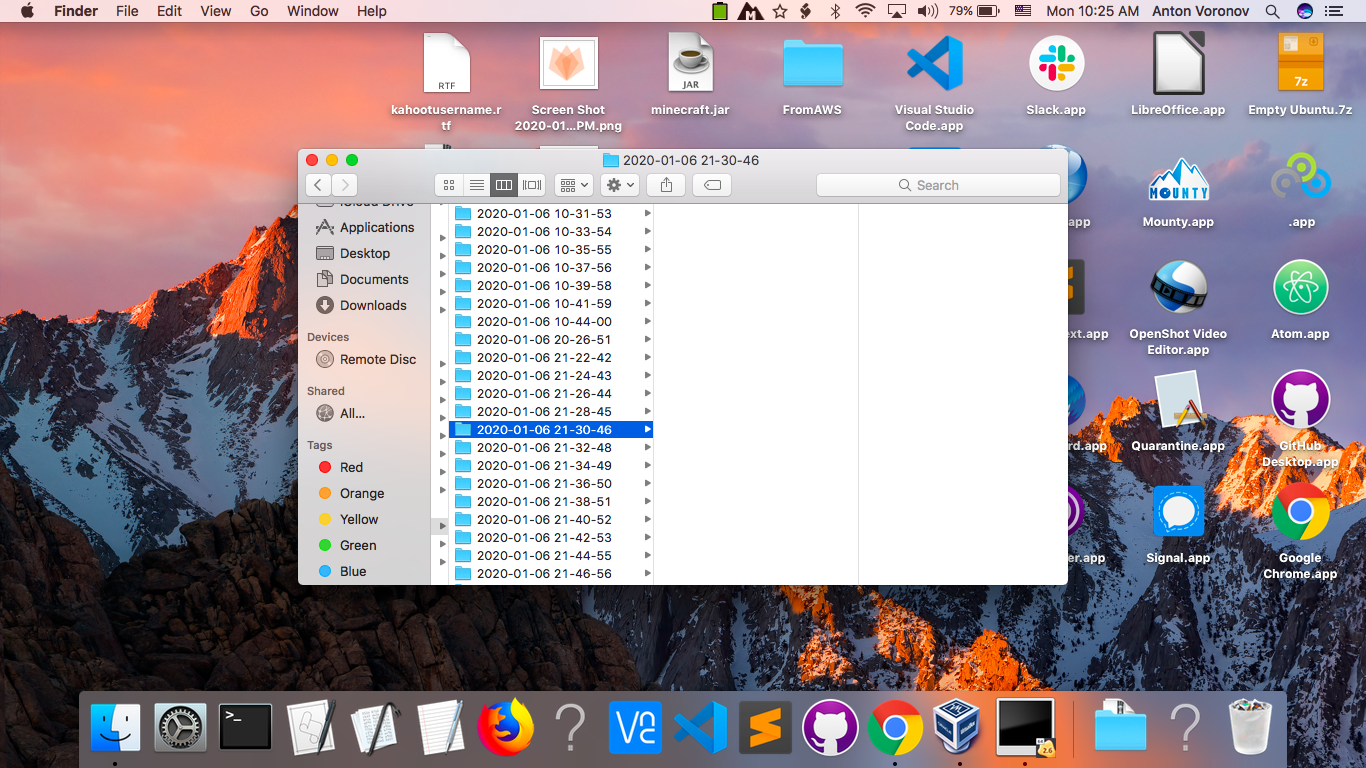 Finder File Edit View Go Window Help 79% Mon 10:25 AM Anton Voronov
RTF
JAR
7z
kahootusername.r
tf
Screen Shot
2020-01...PM.png
minecraft.jar
FromAWS
Visual Studio
Code.app
Slack.app
LibreOffice.app
Empty Ubuntu.7z
2020-01-06 21-30-46
Search
Applications
Desktop
Documents
Downloads
Devices
Remote Disc
Shared
All...
Tags
Red
Orange
Yellow
Green
Blue
2020-01-06 10-31-53
2020-01-06 10-33-54
2020-01-06 10-35-55
2020-01-06 10-37-56
2020-01-06 10-39-58
2020-01-06 10-41-59
2020-01-06 10-44-00
2020-01-06 20-26-51
2020-01-06 21-22-42
2020-01-06 21-24-43
2020-01-06 21-26-44
2020-01-06 21-28-45
2020-01-06 21-30-46
2020-01-06 21-32-48
2020-01-06 21-34-49
2020-01-06 21-36-50
2020-01-06 21-38-51
2020-01-06 21-40-52
2020-01-06 21-42-53
2020-01-06 21-44-55
2020-01-06 21-46-56
app
MOUNTY
Mounty.app
.app
ext.app
OpenShot Video
Editor.app
Atom.app
rd.app
Quarantine.app
GitHub
Desktop.app
er.app
Signal.app
Google
Chrome.app
>_
2.6